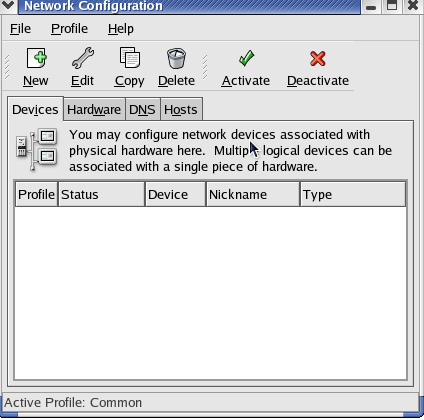 Network Configuration
File Profile Help
New Edit Copy Delete Activate Deactivate
Devices Hardware DNS Hosts
You may configure network devices associated with
physical hardware here. Multiple logical devices can be
associated with a single piece of hardware.
Profile Status Device Nickname Type
Active Profile: Common